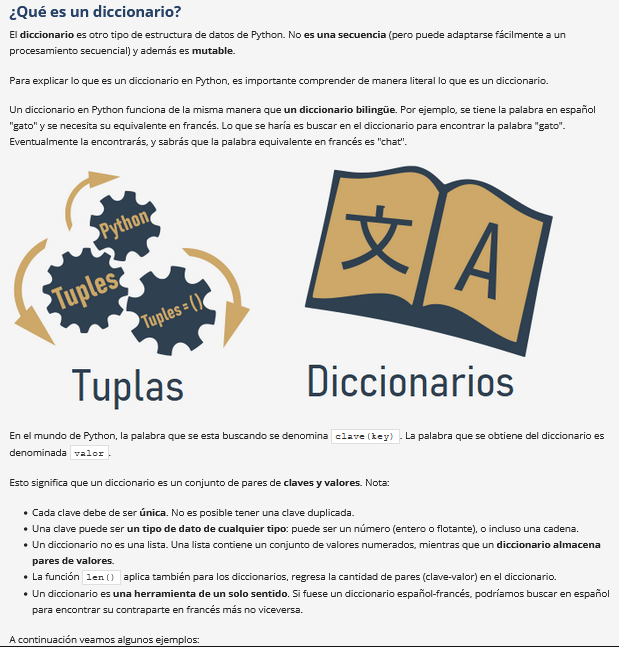 ¿Qué es un diccionario?
El diccionario es otro tipo de estructura de datos de Python. No es una secuencia (pero puede adaptarse fácilmente a un
procesamiento secuencial) y además es mutable.
Para explicar lo que es un diccionario en Python, es importante comprender de manera literal lo que es un diccionario.
Un diccionario en Python funciona de la misma manera que un diccionario bilingüe. Por ejemplo, se tiene la palabra en español
"gato" y se necesita su equivalente en francés. Lo que se haría es buscar en el diccionario para encontrar la palabra "gato".
Eventualmente la encontrarás, y sabrás que la palabra equivalente en francés es "chat".
Python
Tuples
Tuples = ()
文 A
Tuplas
Diccionarios
En el mundo de Python, la palabra que se esta buscando se denomina clave(key) . La palabra que se obtiene del diccionario es
denominada valor .
Esto significa que un diccionario es un conjunto de pares de claves y valores. Nota:
• Cada clave debe de ser única. No es posible tener una clave duplicada.
• Una clave puede ser un tipo de dato de cualquier tipo: puede ser un número (entero o flotante), o incluso una cadena.
• Un diccionario no es una lista. Una lista contiene un conjunto de valores numerados, mientras que un diccionario almacena
pares de valores.
• La función len() aplica también para los diccionarios, regresa la cantidad de pares (clave-valor) en el diccionario.
• Un diccionario es una herramienta de un solo sentido. Si fuese un diccionario español-francés, podríamos buscar en español
para encontrar su contraparte en francés mas no viceversa.
A continuación veamos algunos ejemplos: